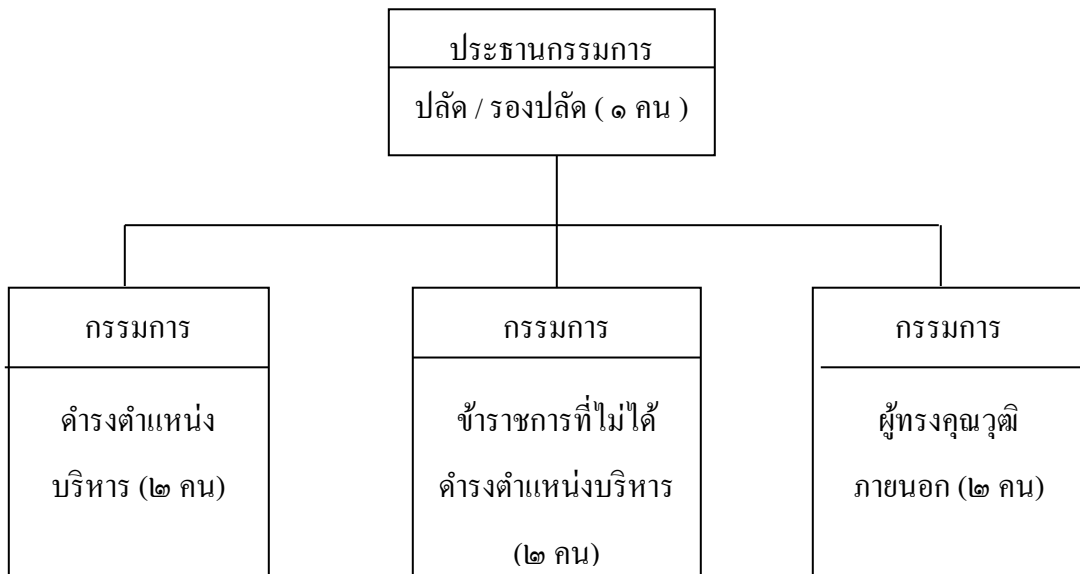 ประธานกรรมการ
ปลัด / รองปลัด ( ๑ คน )
กรรมการ
ดำรงตำแหน่ง
บริหาร (๒ คน)
กรรมการ
ข้าราชการที่ไม่ได้
ดำรงตำแหน่งบริหาร
(๒ คน)
กรรมการ
ผู้ทรงคุณวุฒิ
ภายนอก (๒ คน)